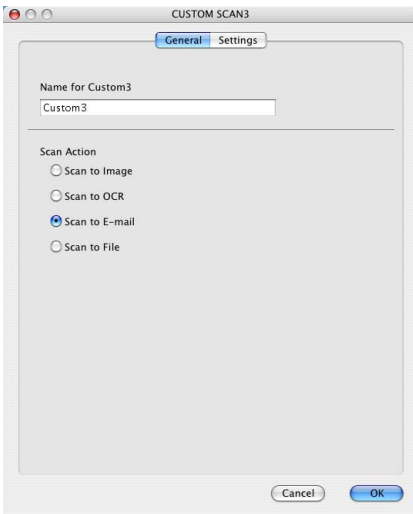 CUSTOM SCAN3
General Settings
Name for Custom3
Custom3
Scan Action
Scan to Image
Scan to OCR
Scan to E-mail
Scan to File
Cancel OK